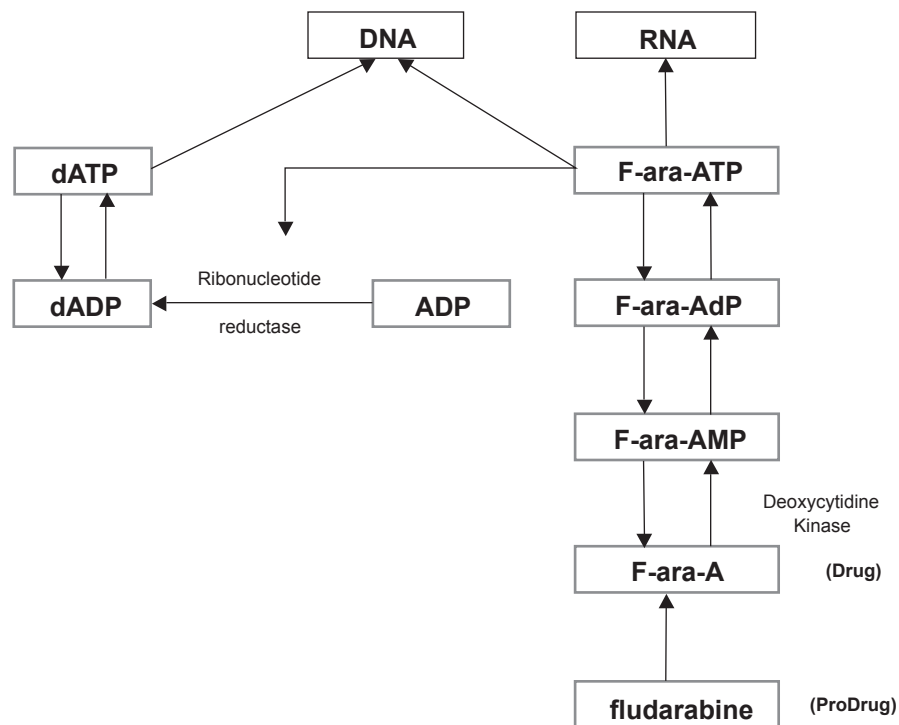 DNA
RNA
dATP
F-ara-ATP
Ribonucleotide
dADP
ADP
F-ara-AdP
reductase
F-ara-AMP
Deoxycytidine
Kinase
F-ara-A
(Drug)
fludarabine
(ProDrug)